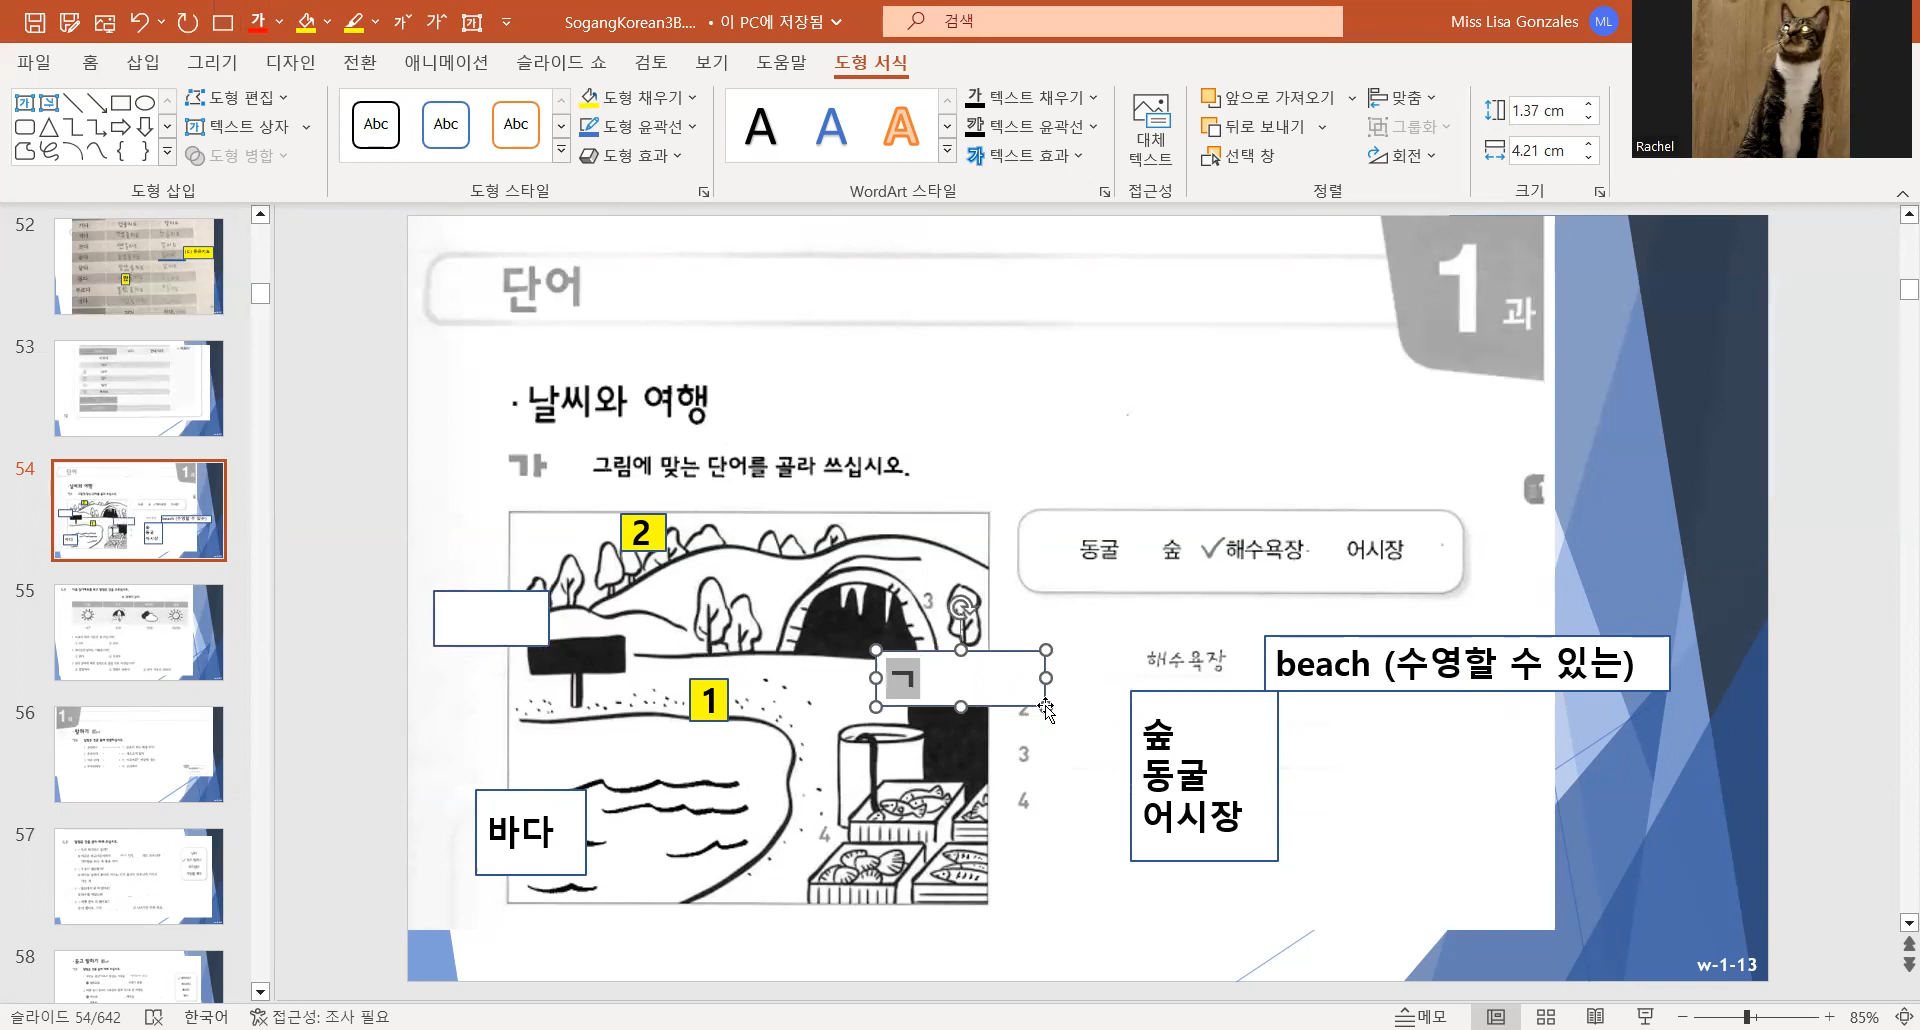 SogangKorean3B.... • 이 PC에 저장됨
검색
Miss Lisa Gonzales
ML
파일 홈 삽입 그리기 디자인 전환 애니메이션 슬라이드 쇼 검토 보기 도움말 도형 서식
도형 편집
텍스트 상자
도형 병합
도형 삽입
Abc Abc Abc
도형 채우기
도형 윤곽선
도형 효과
도형 스타일
A A A
텍스트 채우기
텍스트 윤곽선
텍스트 효과
WordArt 스타일
대체
텍스트
접근성
앞으로 가져오기
뒤로 보내기
선택 창
맞춤
그룹화
회전
정렬
1.37 cm
4.21 cm
크기
Rachel
52
53
54
55
56
57
58
단어
1과
· 날씨와 여행
가 그림에 맞는 단어를 골라 쓰십시오.
동굴 숲 ✓해수욕장 어시장
2
3
ㄱ
1
4
바다
해수욕장
beach (수영할 수 있는)
2
3
4
숲
동굴
어시장
w-1-13
슬라이드 54/642
한국어
접근성: 조사 필요
메모
85%